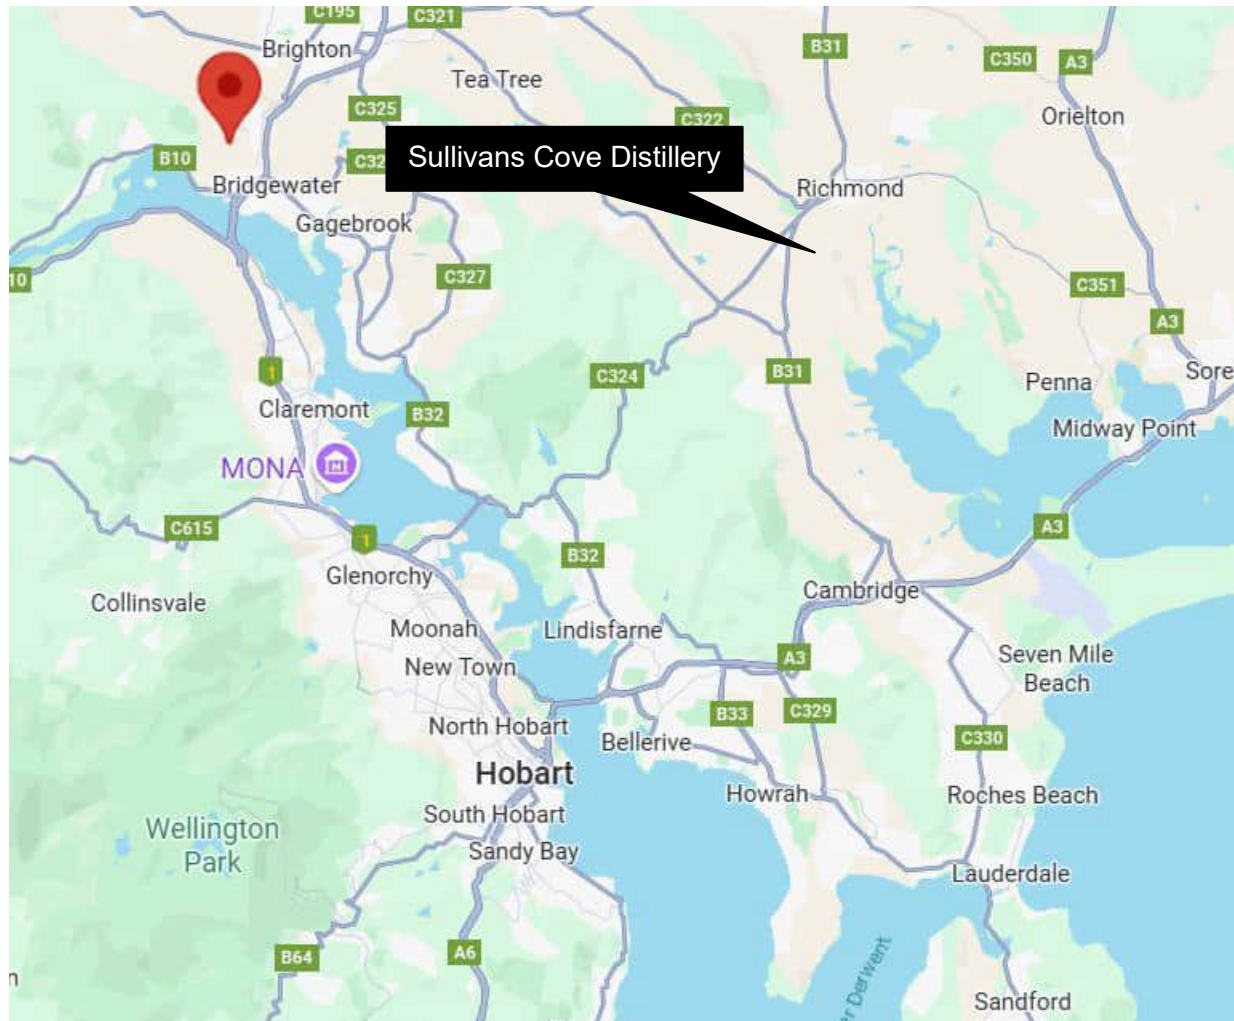 C195
C321
Brighton
B31
C350
A3
Tea Tree
C325
Orielton
C322
Sullivans Cove Distillery
B10
C32
Bridgewater
Richmond
Gagebrook
C327
10
C351
A3
1
C324
B31
Penna
Sore
Claremont
B32
Midway Point
MONA
M
C615
A3
1
B32
Glenorchy
Cambridge
Collinsvale
Moonah
Lindisfarne
New Town
A3
Seven Mile
Beach
North Hobart
B33
C329
Bellerive
C330
Hobart
Howrah
Roches Beach
South Hobart
Wellington
Park
Sandy Bay
Lauderdale
B64
A6
n
r Derwent
Sandford